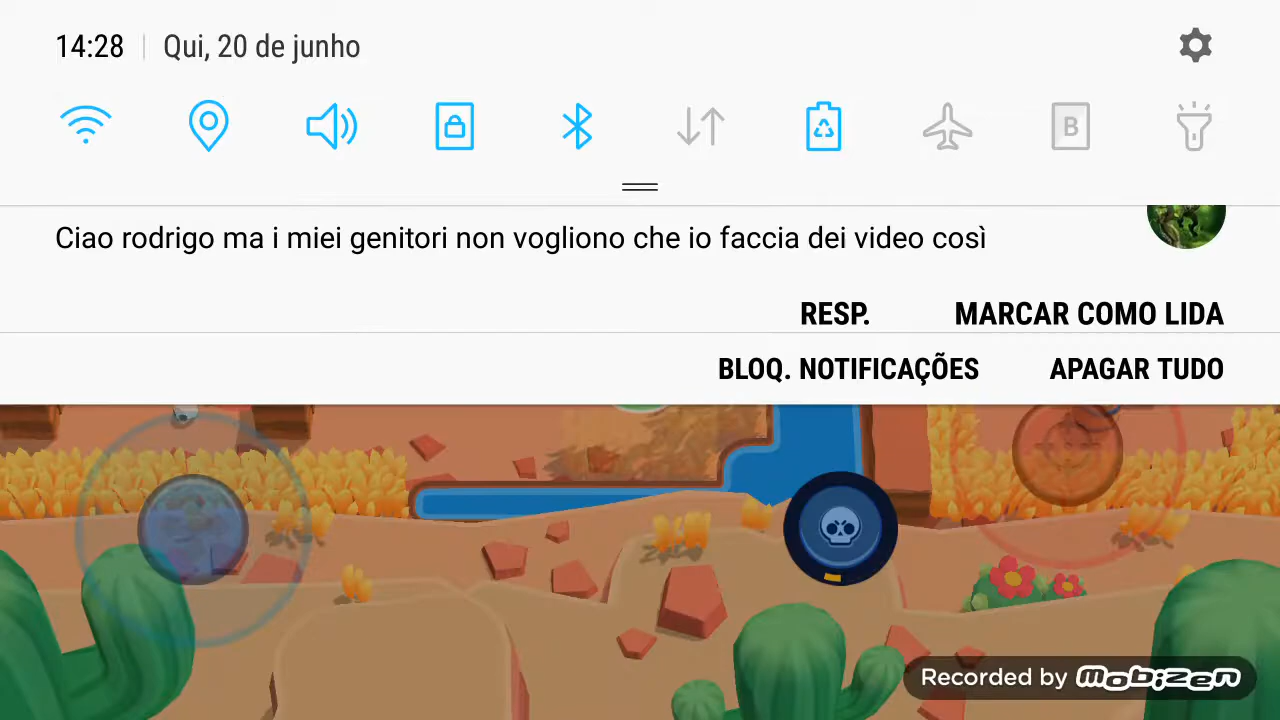 14:28 Qui, 20 de junho
B
Ciao rodrigo ma i miei genitori non vogliono che io faccia dei video così
RESP. MARCAR COMO LIDA
BLOQ. NOTIFICAÇÕES APAGAR TUDO
Recorded by mobizen